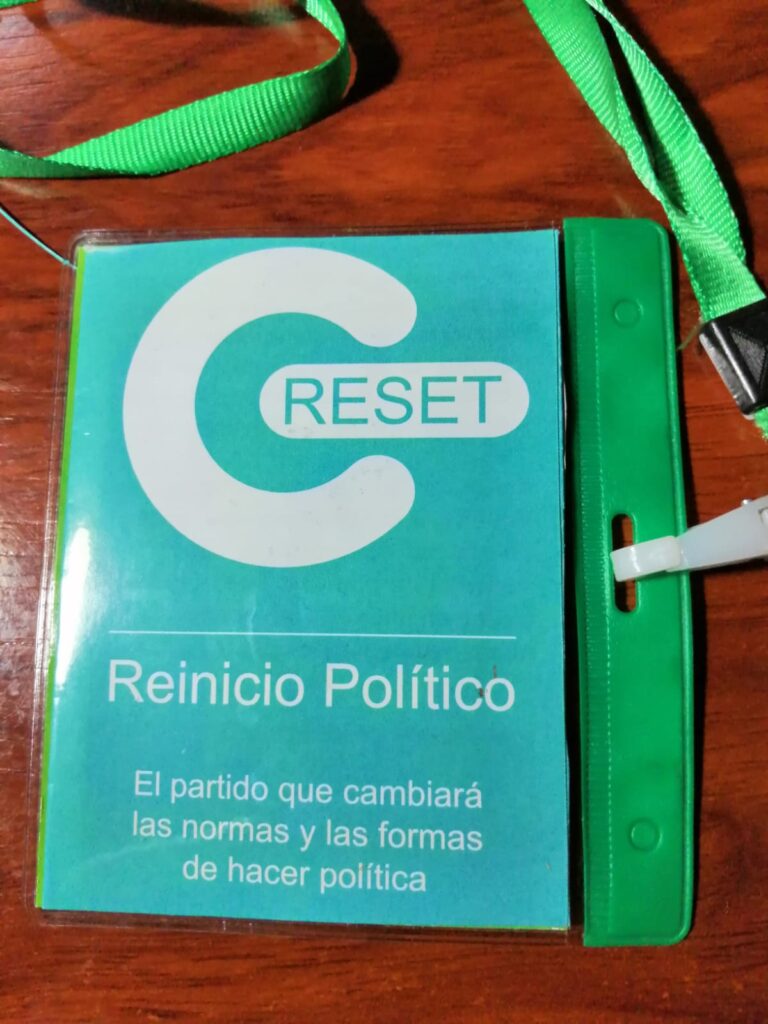 RESET
Reinicio Político
El partido que cambiará
las normas y las formas
de hacer política